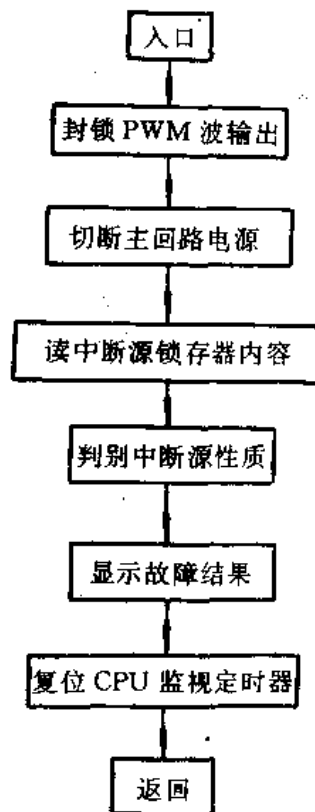 入口
封锁 PWM 波输出
切断主回路电源
读中断源锁存器内容
判别中断源性质
显示故障结果
复位 CPU 监视定时器
返回